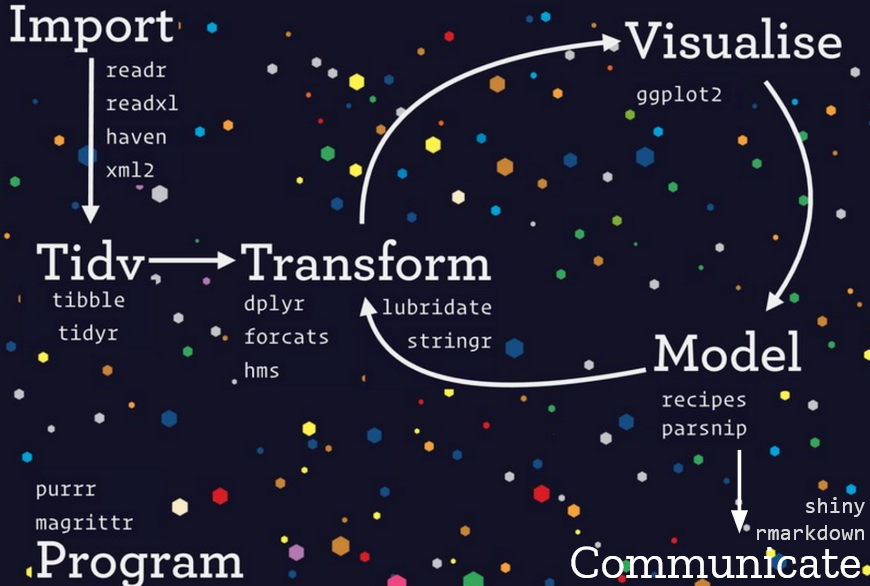 Import
readr
readxl
haven
xml2
Visualise
ggplot2
Tidy
tibble
tidyr
Transform
dplyr
forcats
hms
lubridate
stringr
Model
recipes
parsnip
purrr
magrittr
Program
shiny
rmarkdown
Communicate